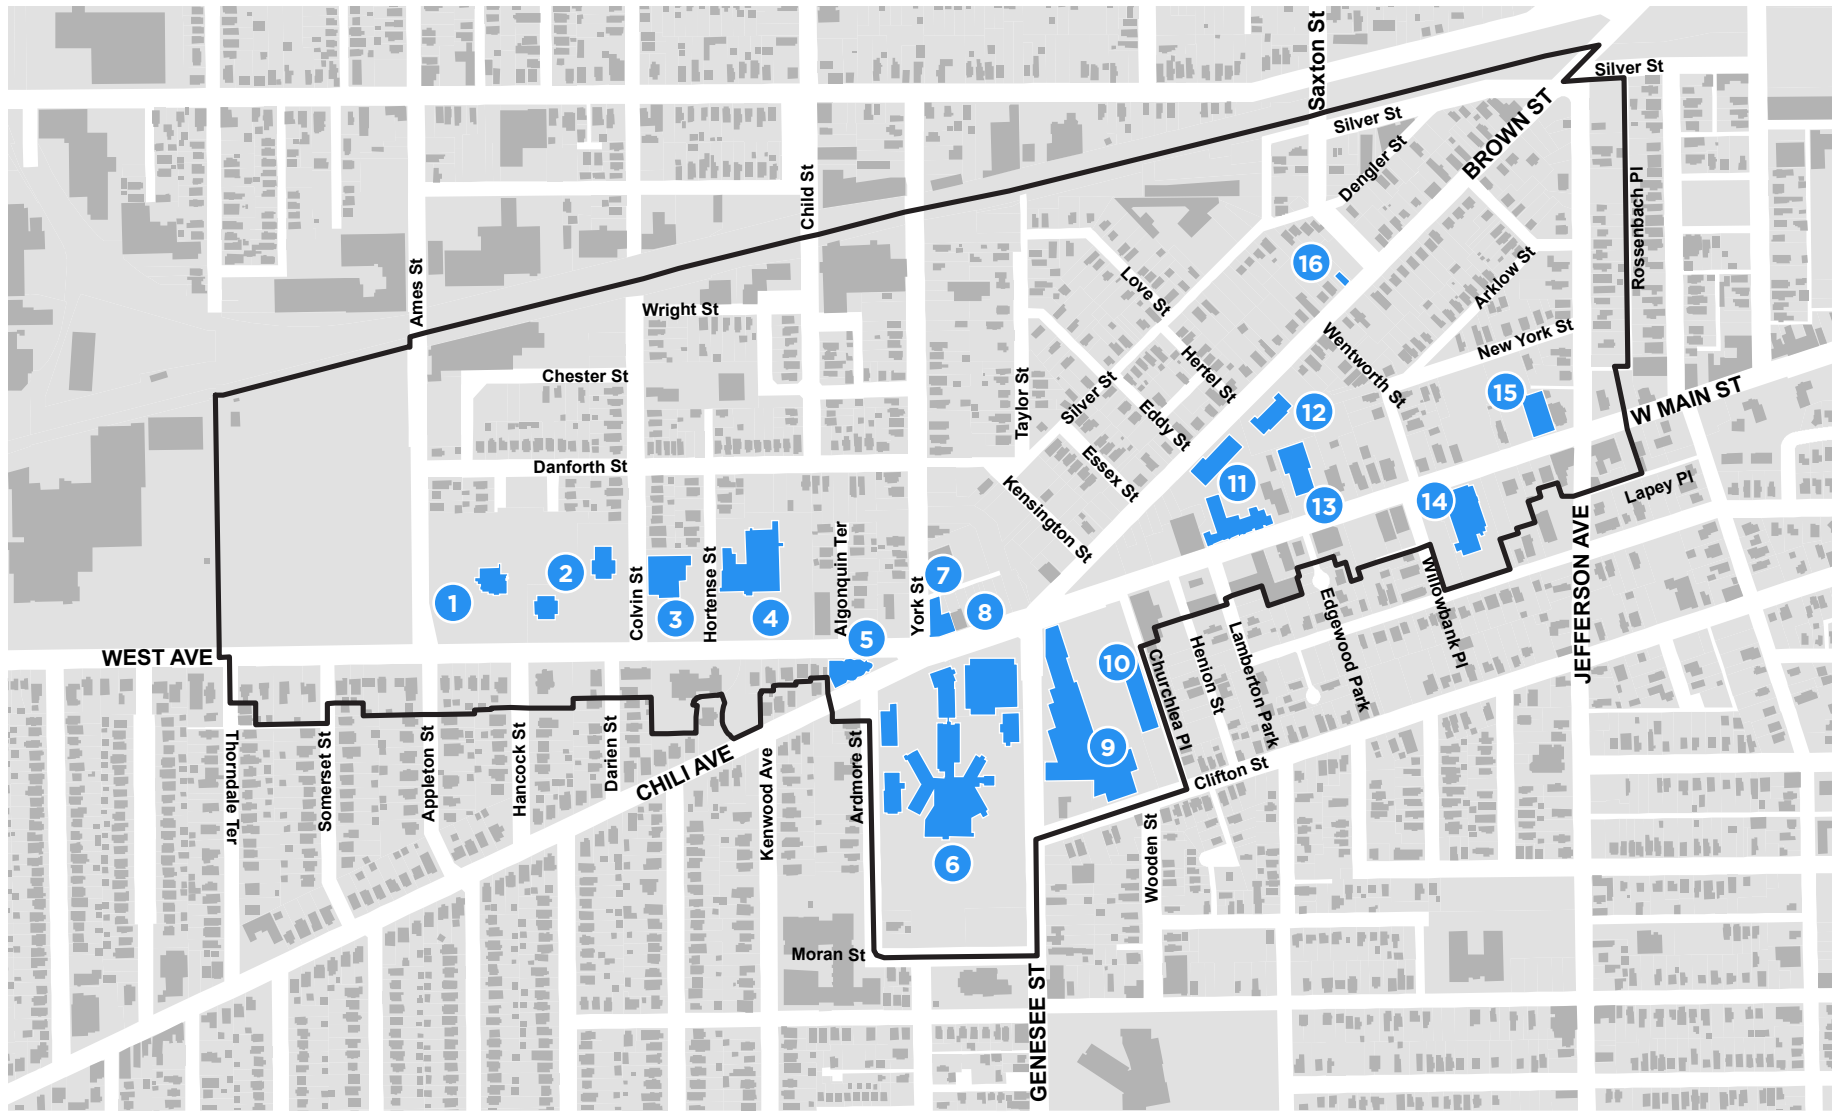 Saxton St
Silver St
Silver St
BROWN ST
Dengler St
Rossenbach Pl
Child St
Ames St
16
Arklow St
Love St
Wright St
New York St
Wentworth St
Hertel St
Chester St
Silver St
Taylor St
15
W MAIN ST
12
Eddy St
Danforth St
Essex St
11
Lapey Pl
Kensington St
13
14
JEFFERSON AVE
Algonquin Ter
Hortense St
Colvin St
York St
2
7
1
3
4
8
5
Willowbank Pl
Edgewood Park
Lamberton Park
Henion St
Churchlea Pl
10
WEST AVE
9
Clifton St
CHILI AVE
Thorndale Ter
Somerset St
Appleton St
Hancock St
Darien St
Kenwood Ave
Ardmore St
6
Wooden St
Moran St
GENESEE ST